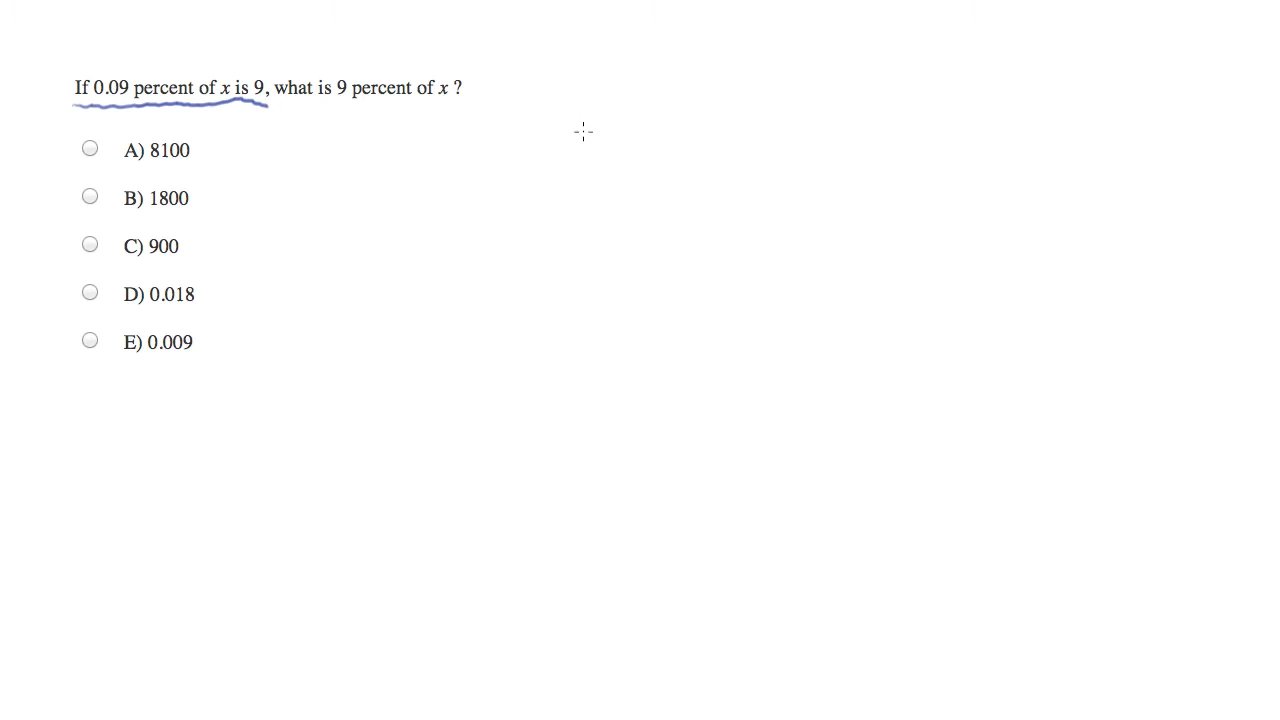 If 0.09 percent of x is 9, what is 9 percent of x ?
A) 8100
B) 1800
C) 900
D) 0.018
E) 0.009